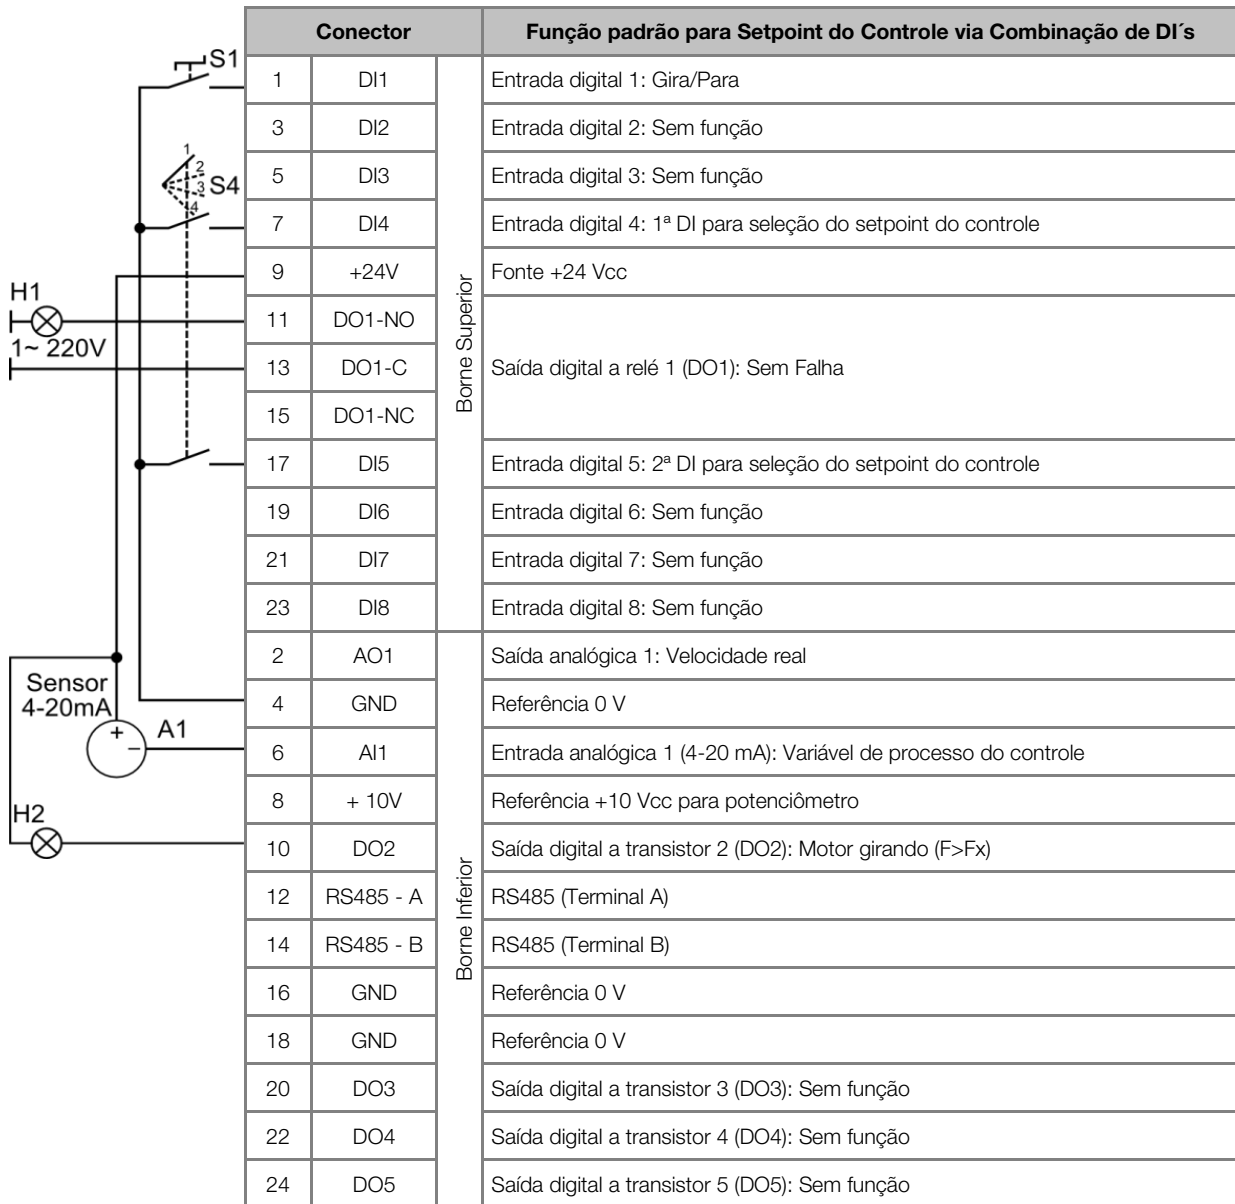 Conector Função padrão para Setpoint do Controle via Combinação de DI´s
S1
1 DI1 Entrada digital 1: Gira/Para
3 DI2 Entrada digital 2: Sem função
1
2
3
4
S4
5 DI3 Entrada digital 3: Sem função
7 DI4 Entrada digital 4: 1ª DI para seleção do setpoint do controle
9 +24V Fonte +24 Vcc
H1
1~ 220V
11 DO1-NO
13 DO1-C Saída digital a relé 1 (DO1): Sem Falha
15 DO1-NC
Borne Superior
17 DI5 Entrada digital 5: 2ª DI para seleção do setpoint do controle
19 DI6 Entrada digital 6: Sem função
21 DI7 Entrada digital 7: Sem função
23 DI8 Entrada digital 8: Sem função
2 AO1 Saída analógica 1: Velocidade real
Sensor
4-20mA
4 GND Referência 0 V
+
−
A1
6 AI1 Entrada analógica 1 (4-20 mA): Variável de processo do controle
8 + 10V Referência +10 Vcc para potenciômetro
H2
10 DO2 Saída digital a transistor 2 (DO2): Motor girando (F>Fx)
12 RS485 - A RS485 (Terminal A)
Borne Inferior
14 RS485 - B RS485 (Terminal B)
16 GND Referência 0 V
18 GND Referência 0 V
20 DO3 Saída digital a transistor 3 (DO3): Sem função
22 DO4 Saída digital a transistor 4 (DO4): Sem função
24 DO5 Saída digital a transistor 5 (DO5): Sem função